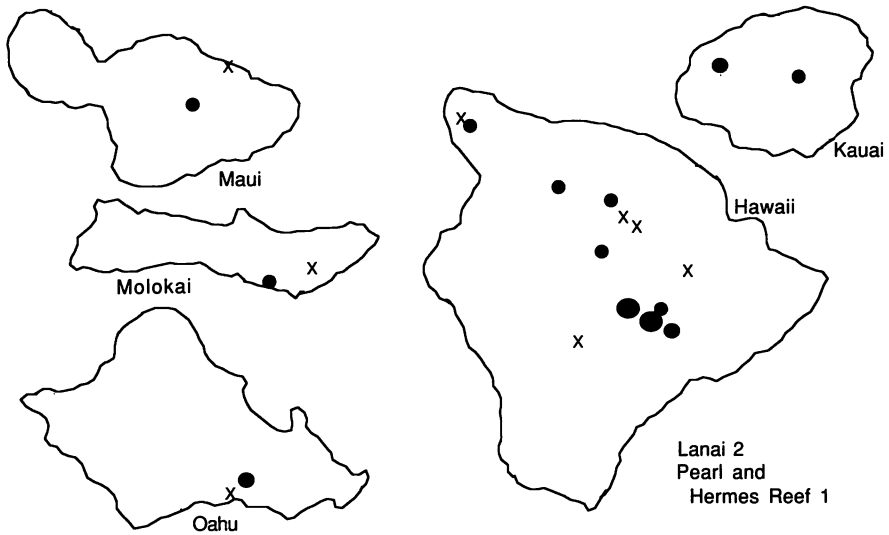 Maui
Kauai
Hawaii
Molokai
Oahu
Lanai 2
Pearl and
Hermes Reef 1